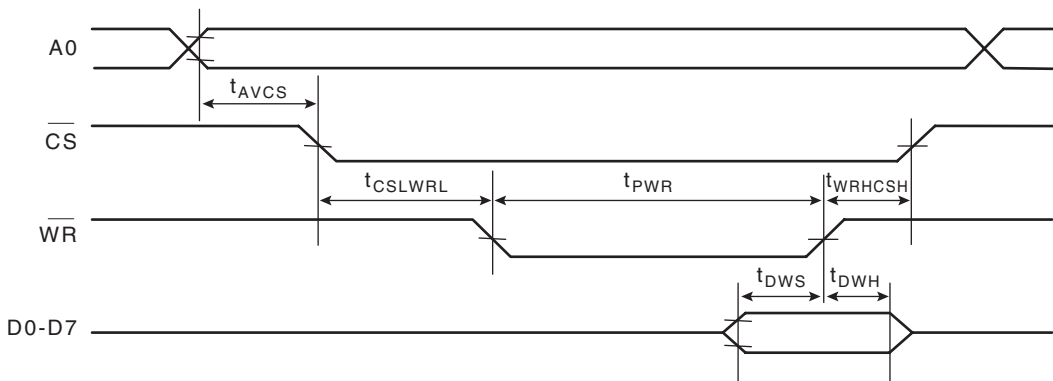 A0
tAVCS
CS
tCSLWRL tPWR tWRHCSH
WR
tDWS tDWH
D0-D7